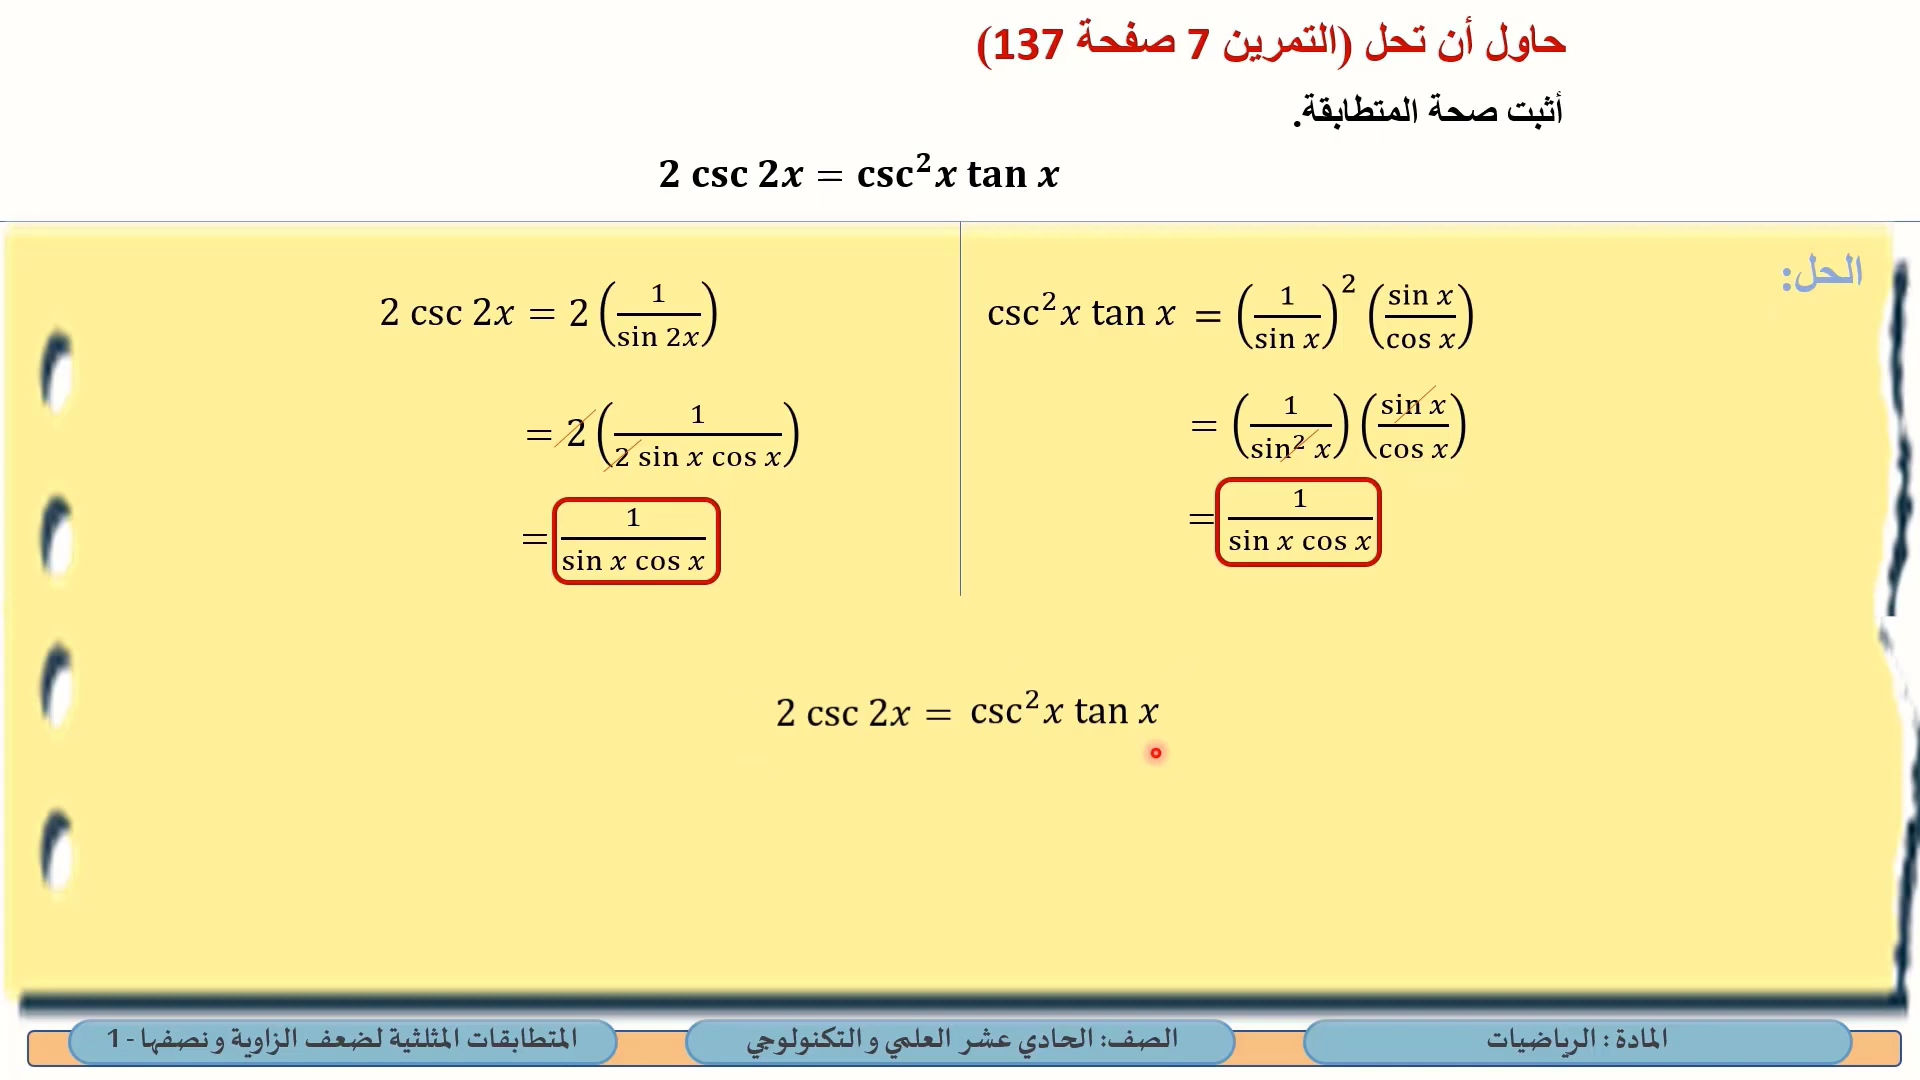 حاول أن تحل (التمرين 7 صفحة 137)
أثبت صحة المتطابقة.
2 csc 2x = csc²x tan x
الحل:
2 csc 2x = 2 (1 / sin 2x)
= 2 (1 / 2 sin x cos x)
= 1 / sin x cos x
csc²x tan x = (1 / sin x)² (sin x / cos x)
= (1 / sin² x) (sin x / cos x)
= 1 / sin x cos x
2 csc 2x = csc²x tan x
المادة : الرياضيات
الصف: الحادي عشر العلمي و التكنولوجي
المتطابقات المثلثية لضعف الزاوية و نصفها - 1